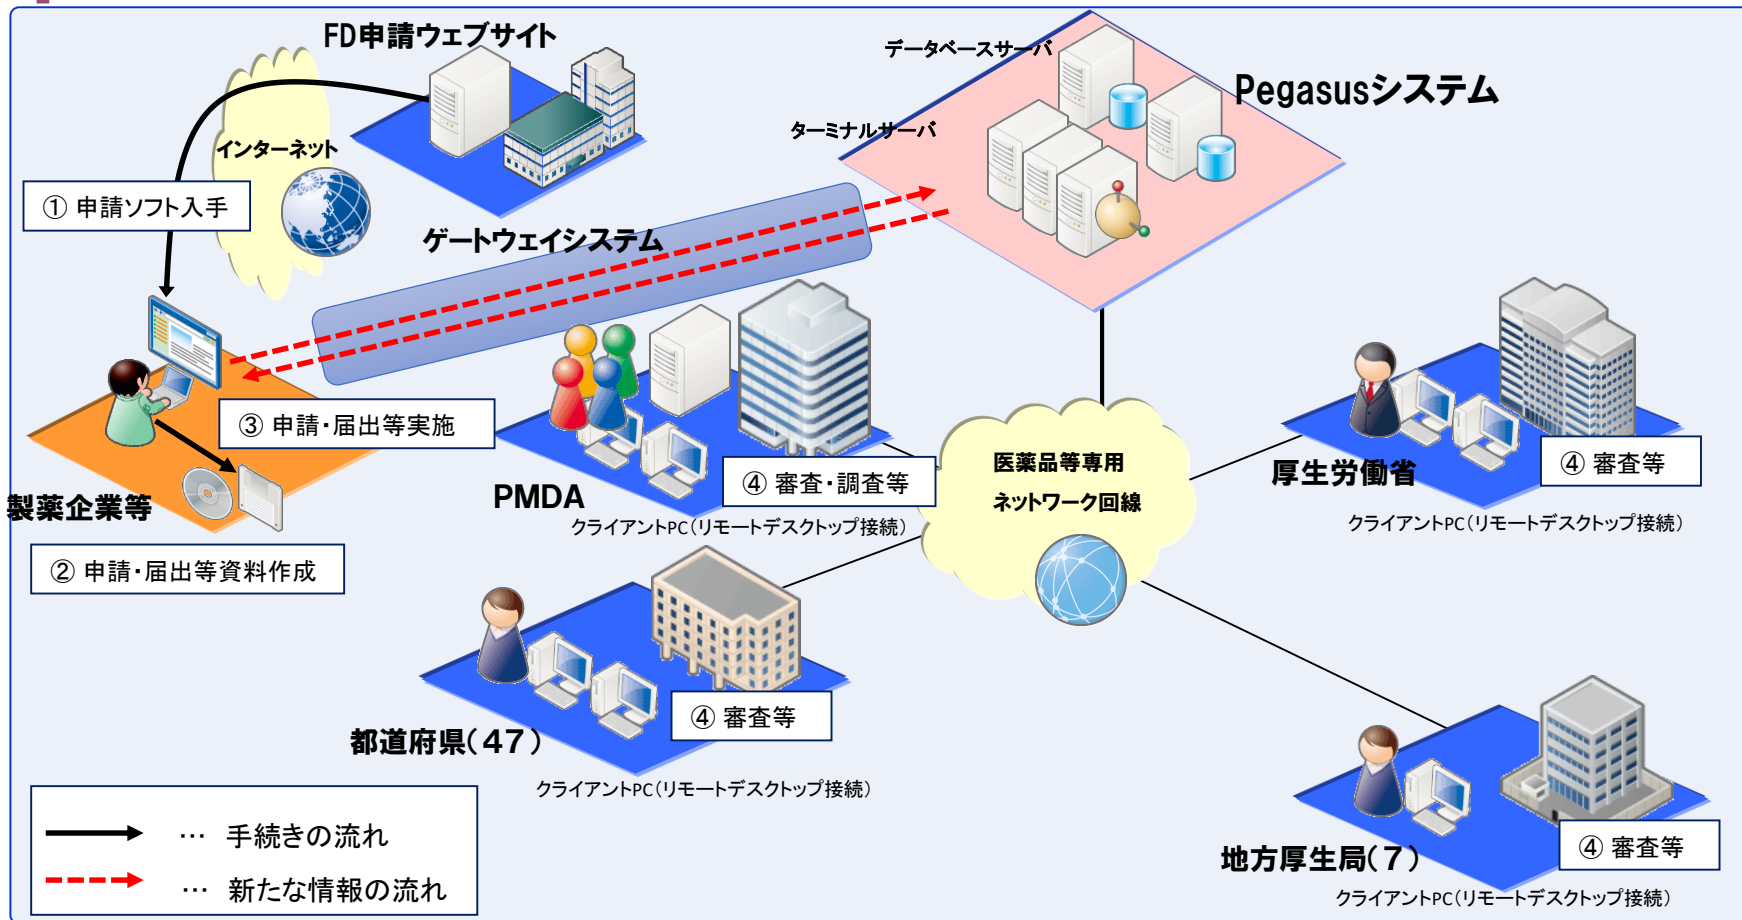 FD申請ウェブサイト
データベースサーバ
Pegasusシステム
ターミナルサーバ
インターネット
① 申請ソフト入手
ゲートウェイシステム
③ 申請・届出等実施
製薬企業等
② 申請・届出等資料作成
PMDA
④ 審査・調査等
クライアントPC(リモートデスクトップ接続)
医薬品等専用
ネットワーク回線
厚生労働省
④ 審査等
クライアントPC(リモートデスクトップ接続)
④ 審査等
都道府県(47)
クライアントPC(リモートデスクトップ接続)
④ 審査等
地方厚生局(7)
クライアントPC(リモートデスクトップ接続)
… 手続きの流れ
… 新たな情報の流れ